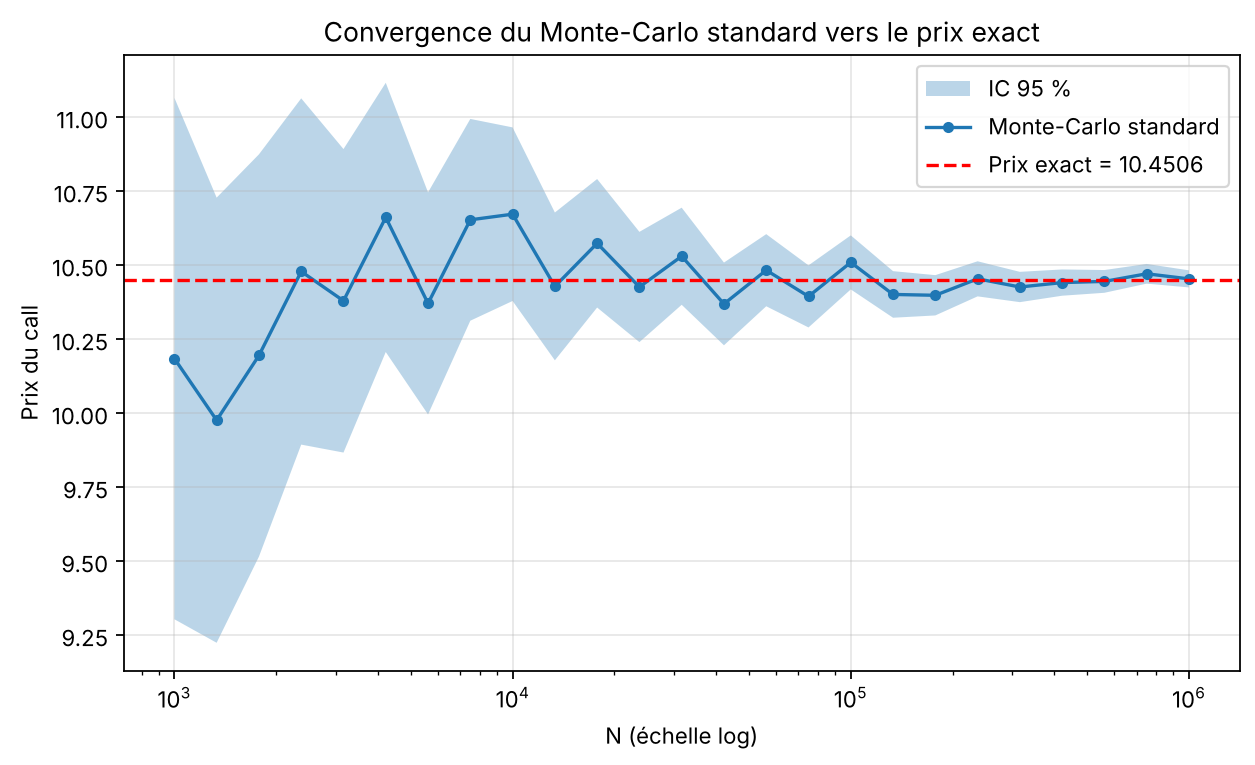 Convergence du Monte-Carlo standard vers le prix exact
IC 95 %
Monte-Carlo standard
Prix exact = 10.4506
Prix du call
11.00
10.75
10.50
10.25
10.00
9.75
9.50
9.25
10³
10⁴
10⁵
10⁶
N (échelle log)